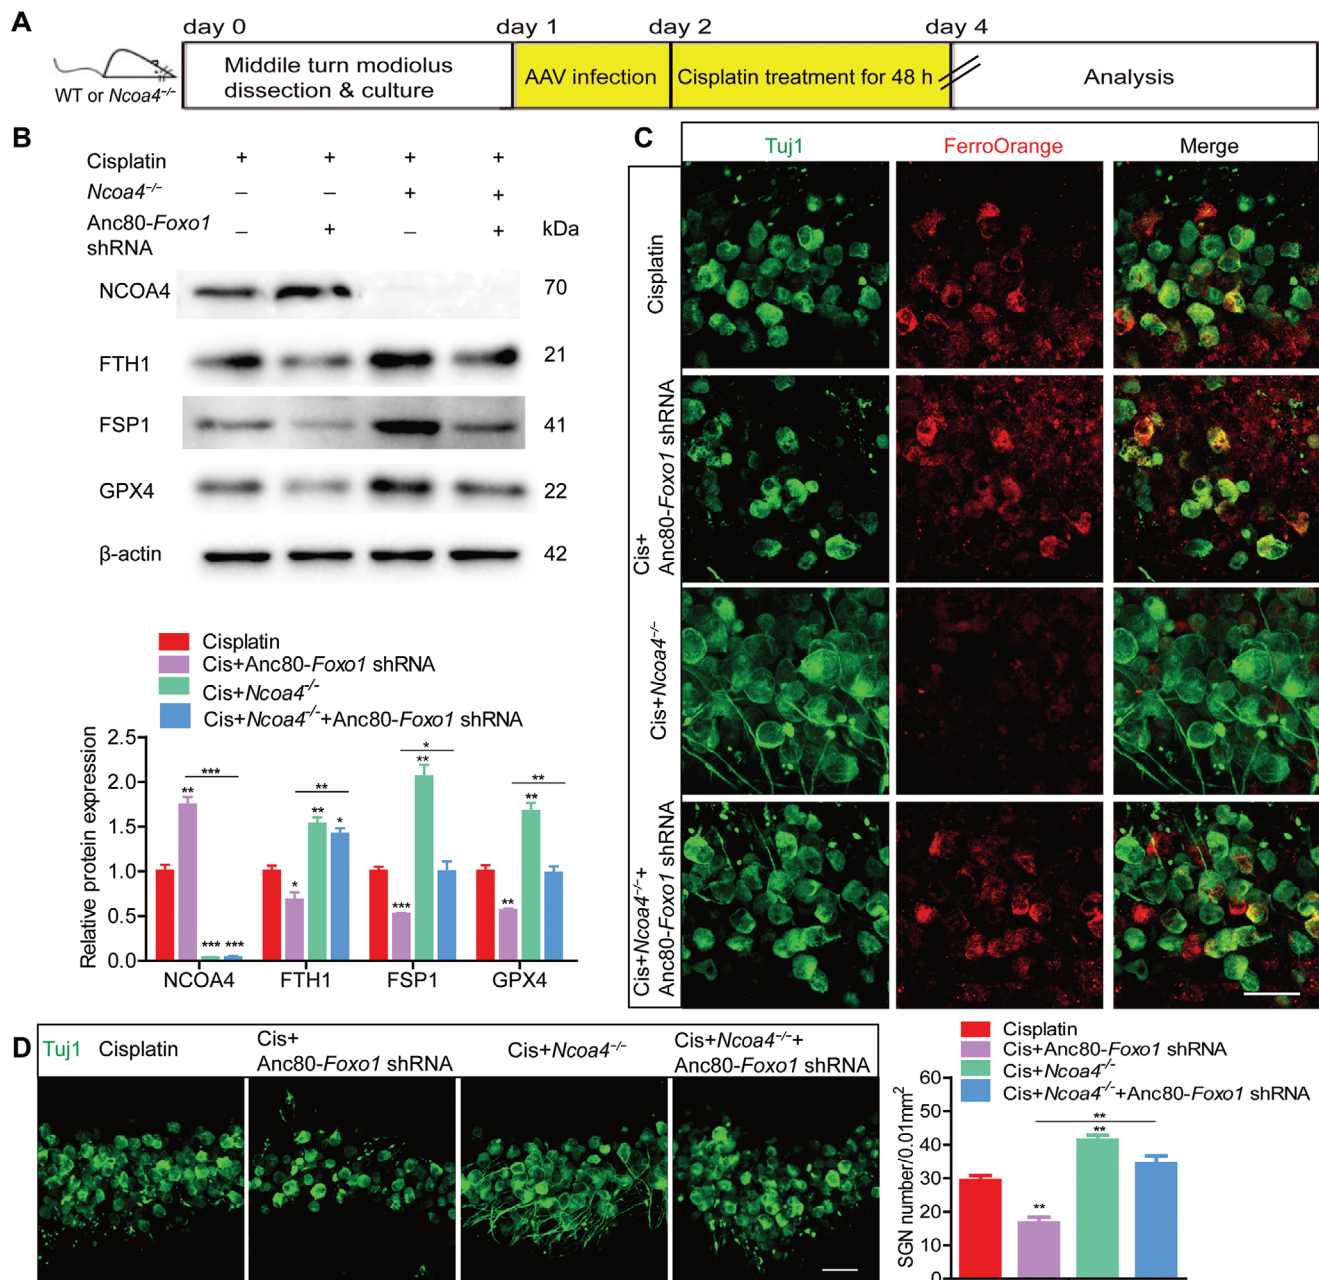 A
day 0
day 1
day 2
day 4
WT or Ncoa4⁻/⁻
Middile turn modiolus
dissection & culture
AAV infection
Cisplatin treatment for 48 h
Analysis
B
Cisplatin + + + +
Ncoa4⁻/⁻ – – + +
Anc80-Foxo1
shRNA – + – +
kDa
NCOA4 70
FTH1 21
FSP1 41
GPX4 22
β-actin 42
Cisplatin
Cis+Anc80-Foxo1 shRNA
Cis+Ncoa4-/-
Cis+Ncoa4-/-+Anc80-Foxo1 shRNA
Relative protein expression
2.5
2.0
1.5
1.0
0.5
0.0
** *** *** ***
* ** * **
*** ** *
** ** **
NCOA4 FTH1 FSP1 GPX4
C
Tuj1 FerroOrange Merge
Cisplatin
Cis+
Anc80-Foxo1 shRNA
Cis+Ncoa4⁻/⁻
Cis+Ncoa4⁻/⁻+
Anc80-Foxo1 shRNA
D
Tuj1 Cisplatin
Cis+
Anc80-Foxo1 shRNA
Cis+Ncoa4⁻/⁻
Cis+Ncoa4⁻/⁻+
Anc80-Foxo1 shRNA
Cisplatin
Cis+Anc80-Foxo1 shRNA
Cis+Ncoa4-/-
Cis+Ncoa4-/-+Anc80-Foxo1 shRNA
SGN number/0.01mm²
60
50
40
30
20
10
0
**
**
**